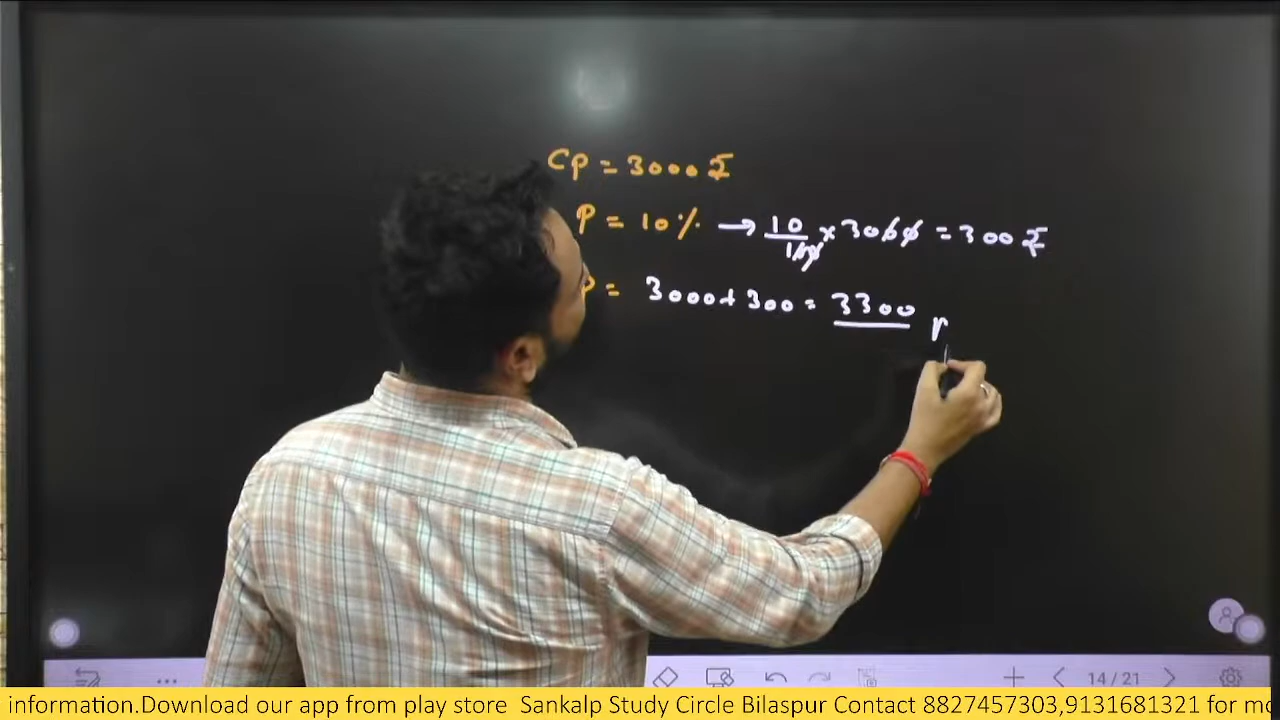 CP = 3000 ₹
P = 10% → 10/100 × 3000 = 300 ₹
P = 3000 + 300 = 3300
14 / 21
information.Download our app from play store Sankalp Study Circle Bilaspur Contact 8827457303,9131681321 for mo